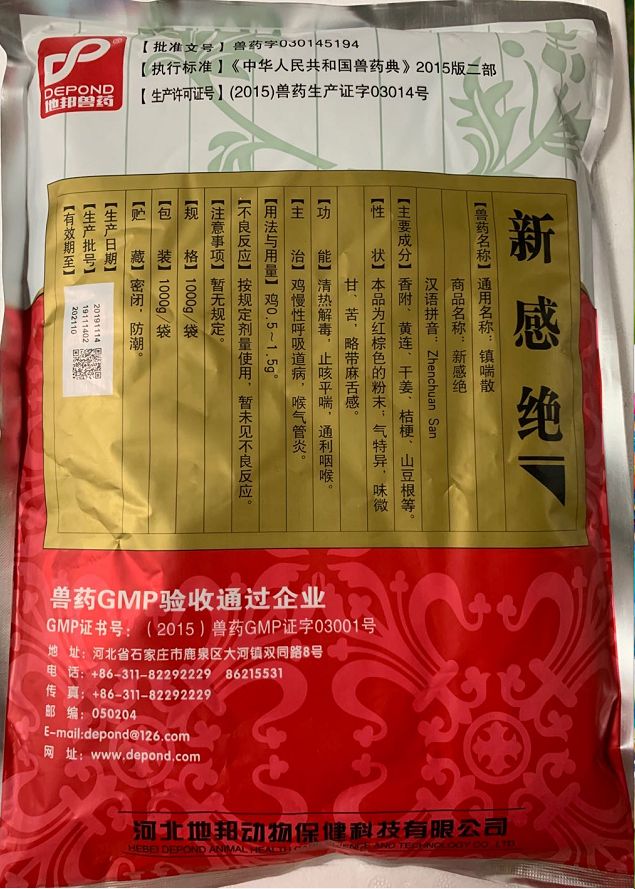 DEPOND
地邦兽药
【批准文号】兽药字030145194
【执行标准】《中华人民共和国兽药典》2015版二部
【生产许可证号】(2015)兽药生产证字03014号
新感绝
【兽药名称】通用名称：镇喘散
商品名称：新感绝
汉语拼音：Zhenchuan San
【主要成分】香附、黄连、干姜、桔梗、山豆根等。
【性 状】本品为红棕色的粉末；气特异，味微
甘、苦，略带麻舌感。
【功 能】清热解毒，止咳平喘，通利咽喉。
【主 治】鸡慢性呼吸道病，喉气管炎。
【用法与用量】鸡0.5～1.5g。
【不良反应】按规定剂量使用，暂未见不良反应。
【注意事项】暂无规定。
【规 格】1000g／袋
【包 装】1000g／袋
【贮 藏】密闭，防潮。
【生产日期】20191114
【生产批号】19111402
【有效期至】202110
兽药GMP验收通过企业
GMP证书号：（2015）兽药GMP证字03001号
地 址：河北省石家庄市鹿泉区大河镇双同路8号
电 话：+86-311-82292229 86215531
传 真：+86-311-82292229
邮 编：050204
E-mail:depond@126.com
网 址：www.depond.com
河北地邦动物保健科技有限公司
HEBEI DEPOND ANIMAL HEALTH CARE SCIENCE AND TECHNOLOGY CO., LTD.